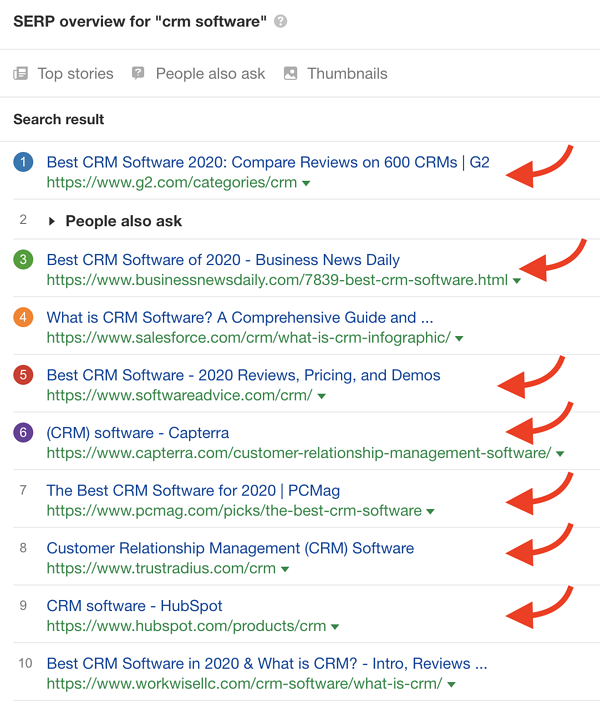 SERP overview for "crm software" ?
Top stories ? People also ask Thumbnails
Search result
1 Best CRM Software 2020: Compare Reviews on 600 CRMs | G2
https://www.g2.com/categories/crm
2 People also ask
3 Best CRM Software of 2020 - Business News Daily
https://www.businessnewsdaily.com/7839-best-crm-software.html
4 What is CRM Software? A Comprehensive Guide and ...
https://www.salesforce.com/crm/what-is-crm-infographic/
5 Best CRM Software - 2020 Reviews, Pricing, and Demos
https://www.softwareadvice.com/crm/
6 (CRM) software - Capterra
https://www.capterra.com/customer-relationship-management-software/
7 The Best CRM Software for 2020 | PCMag
https://www.pcmag.com/picks/the-best-crm-software
8 Customer Relationship Management (CRM) Software
https://www.trustradius.com/crm
9 CRM software - HubSpot
https://www.hubspot.com/products/crm
10 Best CRM Software in 2020 & What is CRM? - Intro, Reviews ...
https://www.workwisellc.com/crm-software/what-is-crm/